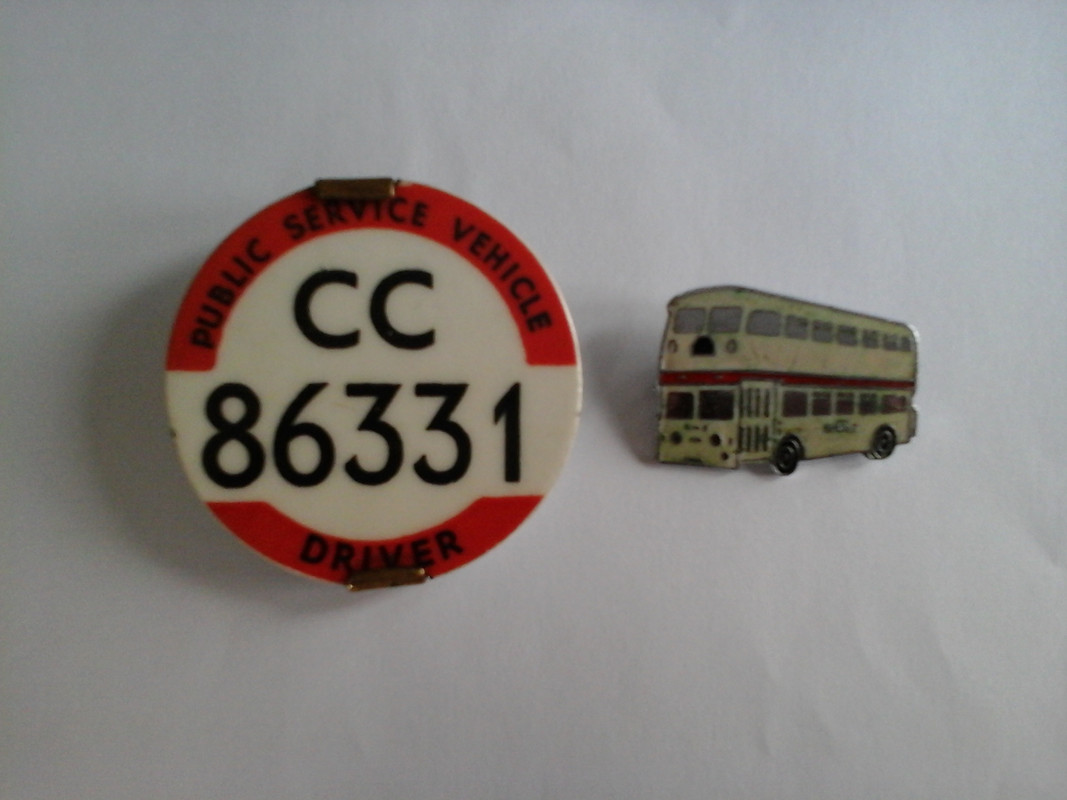 PUBLIC SERVICE VEHICLE
CC
86331
DRIVER